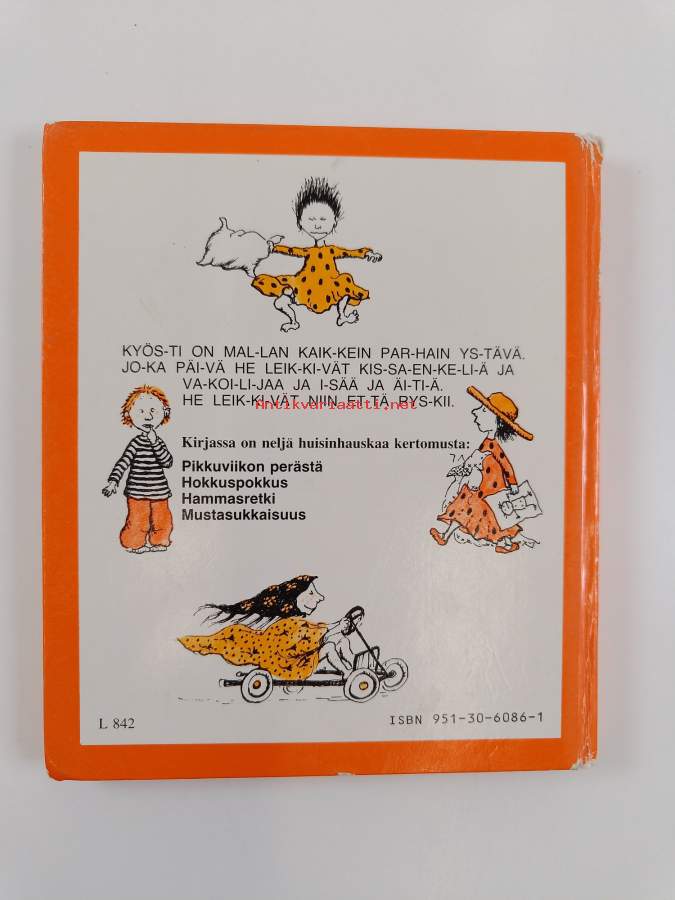 KYÖS-TI ON MAL-LAN KAIK-KEIN PAR-HAIN YS-TÄVÄ.
JO-KA PÄI-VÄ HE LEIK-KI-VÄT KIS-SA-EN-KE-LI-Ä JA
VA-KOI-LI-JAA JA I-SÄÄ JA ÄI-TI-Ä.
HE LEIK-KI-VÄT NIIN ET-TÄ RYS-KII.
Antikvariaatti.net
Kirjassa on neljä huisinhauskaa kertomusta:
Pikkuviikon perästä
Hokkuspokkus
Hammasretki
Mustasukkaisuus
L 842
ISBN 951-30-6086-1